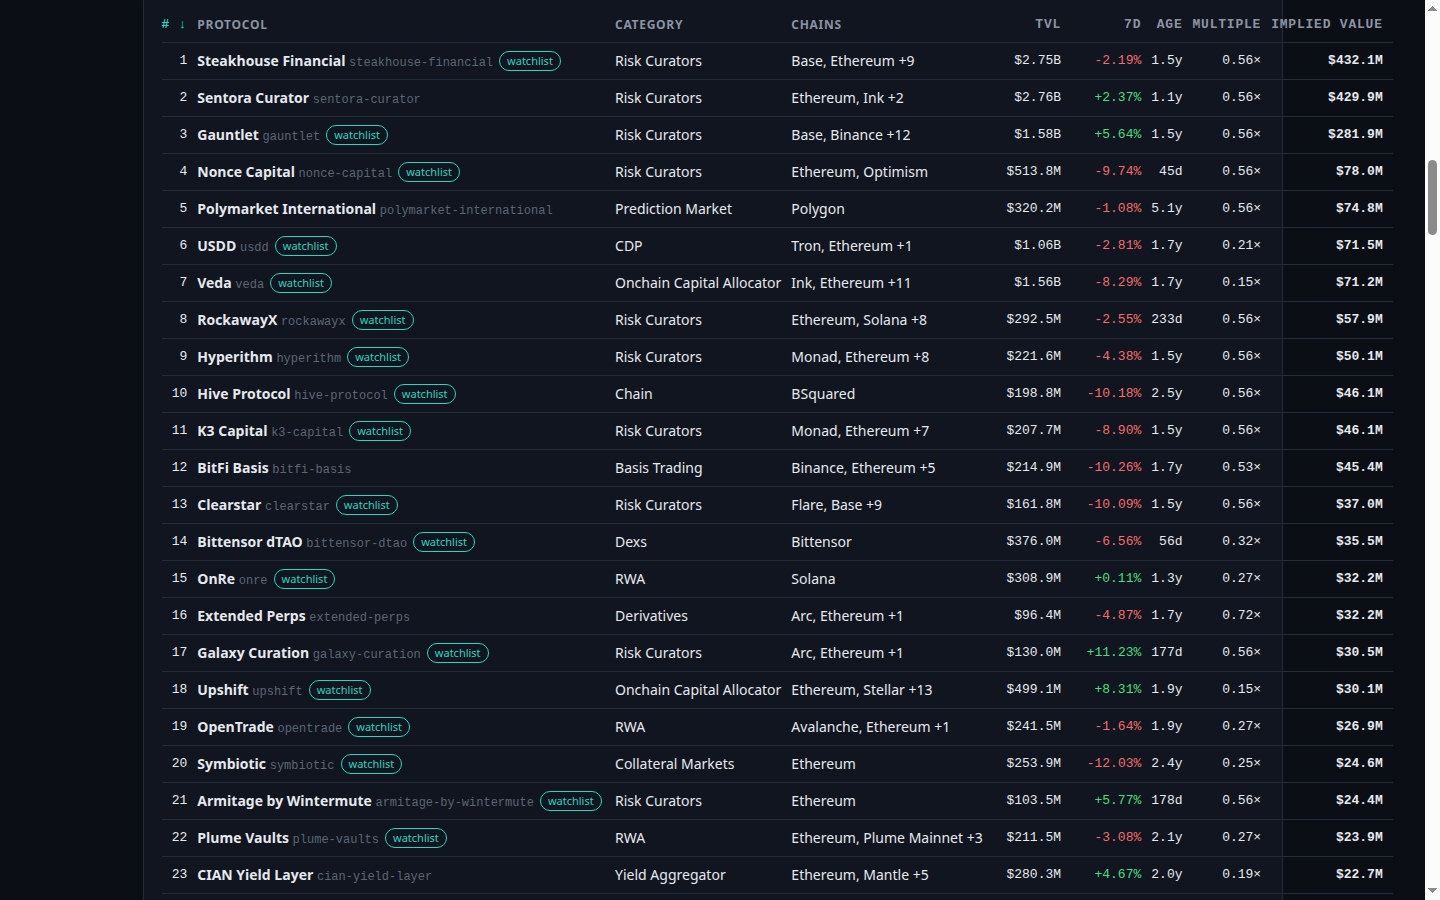 # ↓ PROTOCOL CATEGORY CHAINS TVL 7D AGE MULTIPLE IMPLIED VALUE
1 Steakhouse Financial steakhouse-financial watchlist Risk Curators Base, Ethereum +9 $2.75B -2.19% 1.5y 0.56× $432.1M
2 Sentora Curator sentora-curator Risk Curators Ethereum, Ink +2 $2.76B +2.37% 1.1y 0.56× $429.9M
3 Gauntlet gauntlet watchlist Risk Curators Base, Binance +12 $1.58B +5.64% 1.5y 0.56× $281.9M
4 Nonce Capital nonce-capital watchlist Risk Curators Ethereum, Optimism $513.8M -9.74% 45d 0.56× $78.0M
5 Polymarket International polymarket-international Prediction Market Polygon $320.2M -1.08% 5.1y 0.56× $74.8M
6 USDD usdd watchlist CDP Tron, Ethereum +1 $1.06B -2.81% 1.7y 0.21× $71.5M
7 Veda veda watchlist Onchain Capital Allocator Ink, Ethereum +11 $1.56B -8.29% 1.7y 0.15× $71.2M
8 RockawayX rockawayx watchlist Risk Curators Ethereum, Solana +8 $292.5M -2.55% 233d 0.56× $57.9M
9 Hyperithm hyperithm watchlist Risk Curators Monad, Ethereum +8 $221.6M -4.38% 1.5y 0.56× $50.1M
10 Hive Protocol hive-protocol watchlist Chain BSquared $198.8M -10.18% 2.5y 0.56× $46.1M
11 K3 Capital k3-capital watchlist Risk Curators Monad, Ethereum +7 $207.7M -8.90% 1.5y 0.56× $46.1M
12 BitFi Basis bitfi-basis Basis Trading Binance, Ethereum +5 $214.9M -10.26% 1.7y 0.53× $45.4M
13 Clearstar clearstar watchlist Risk Curators Flare, Base +9 $161.8M -10.09% 1.5y 0.56× $37.0M
14 Bittensor dTAO bittensor-dtao watchlist Dexs Bittensor $376.0M -6.56% 56d 0.32× $35.5M
15 OnRe onre watchlist RWA Solana $308.9M +0.11% 1.3y 0.27× $32.2M
16 Extended Perps extended-perps Derivatives Arc, Ethereum +1 $96.4M -4.87% 1.7y 0.72× $32.2M
17 Galaxy Curation galaxy-curation watchlist Risk Curators Arc, Ethereum +1 $130.0M +11.23% 177d 0.56× $30.5M
18 Upshift upshift watchlist Onchain Capital Allocator Ethereum, Stellar +13 $499.1M +8.31% 1.9y 0.15× $30.1M
19 OpenTrade opentrade watchlist RWA Avalanche, Ethereum +1 $241.5M -1.64% 1.9y 0.27× $26.9M
20 Symbiotic symbiotic watchlist Collateral Markets Ethereum $253.9M -12.03% 2.4y 0.25× $24.6M
21 Armitage by Wintermute armitage-by-wintermute watchlist Risk Curators Ethereum $103.5M +5.77% 178d 0.56× $24.4M
22 Plume Vaults plume-vaults watchlist RWA Ethereum, Plume Mainnet +3 $211.5M -3.08% 2.1y 0.27× $23.9M
23 CIAN Yield Layer cian-yield-layer Yield Aggregator Ethereum, Mantle +5 $280.3M +4.67% 2.0y 0.19× $22.7M